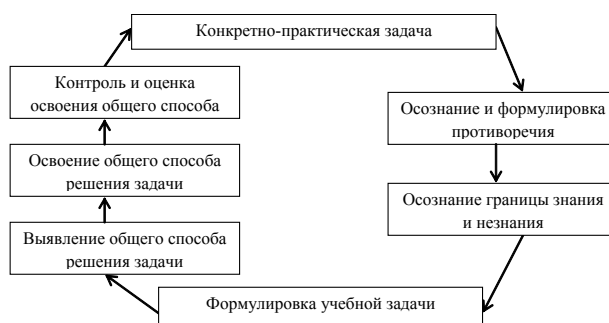 Конкретно-практическая задача
Осознание и формулировка
противоречия
Осознание границы знания
и незнания
Формулировка учебной задачи
Выявление общего способа
решения задачи
Освоение общего способа
решения задачи
Контроль и оценка
освоения общего способа